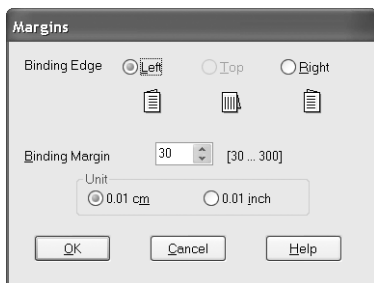 Margins
Binding Edge Left Top Right
Binding Margin 30 [30 ... 300]
Unit
0.01 cm 0.01 inch
OK Cancel Help